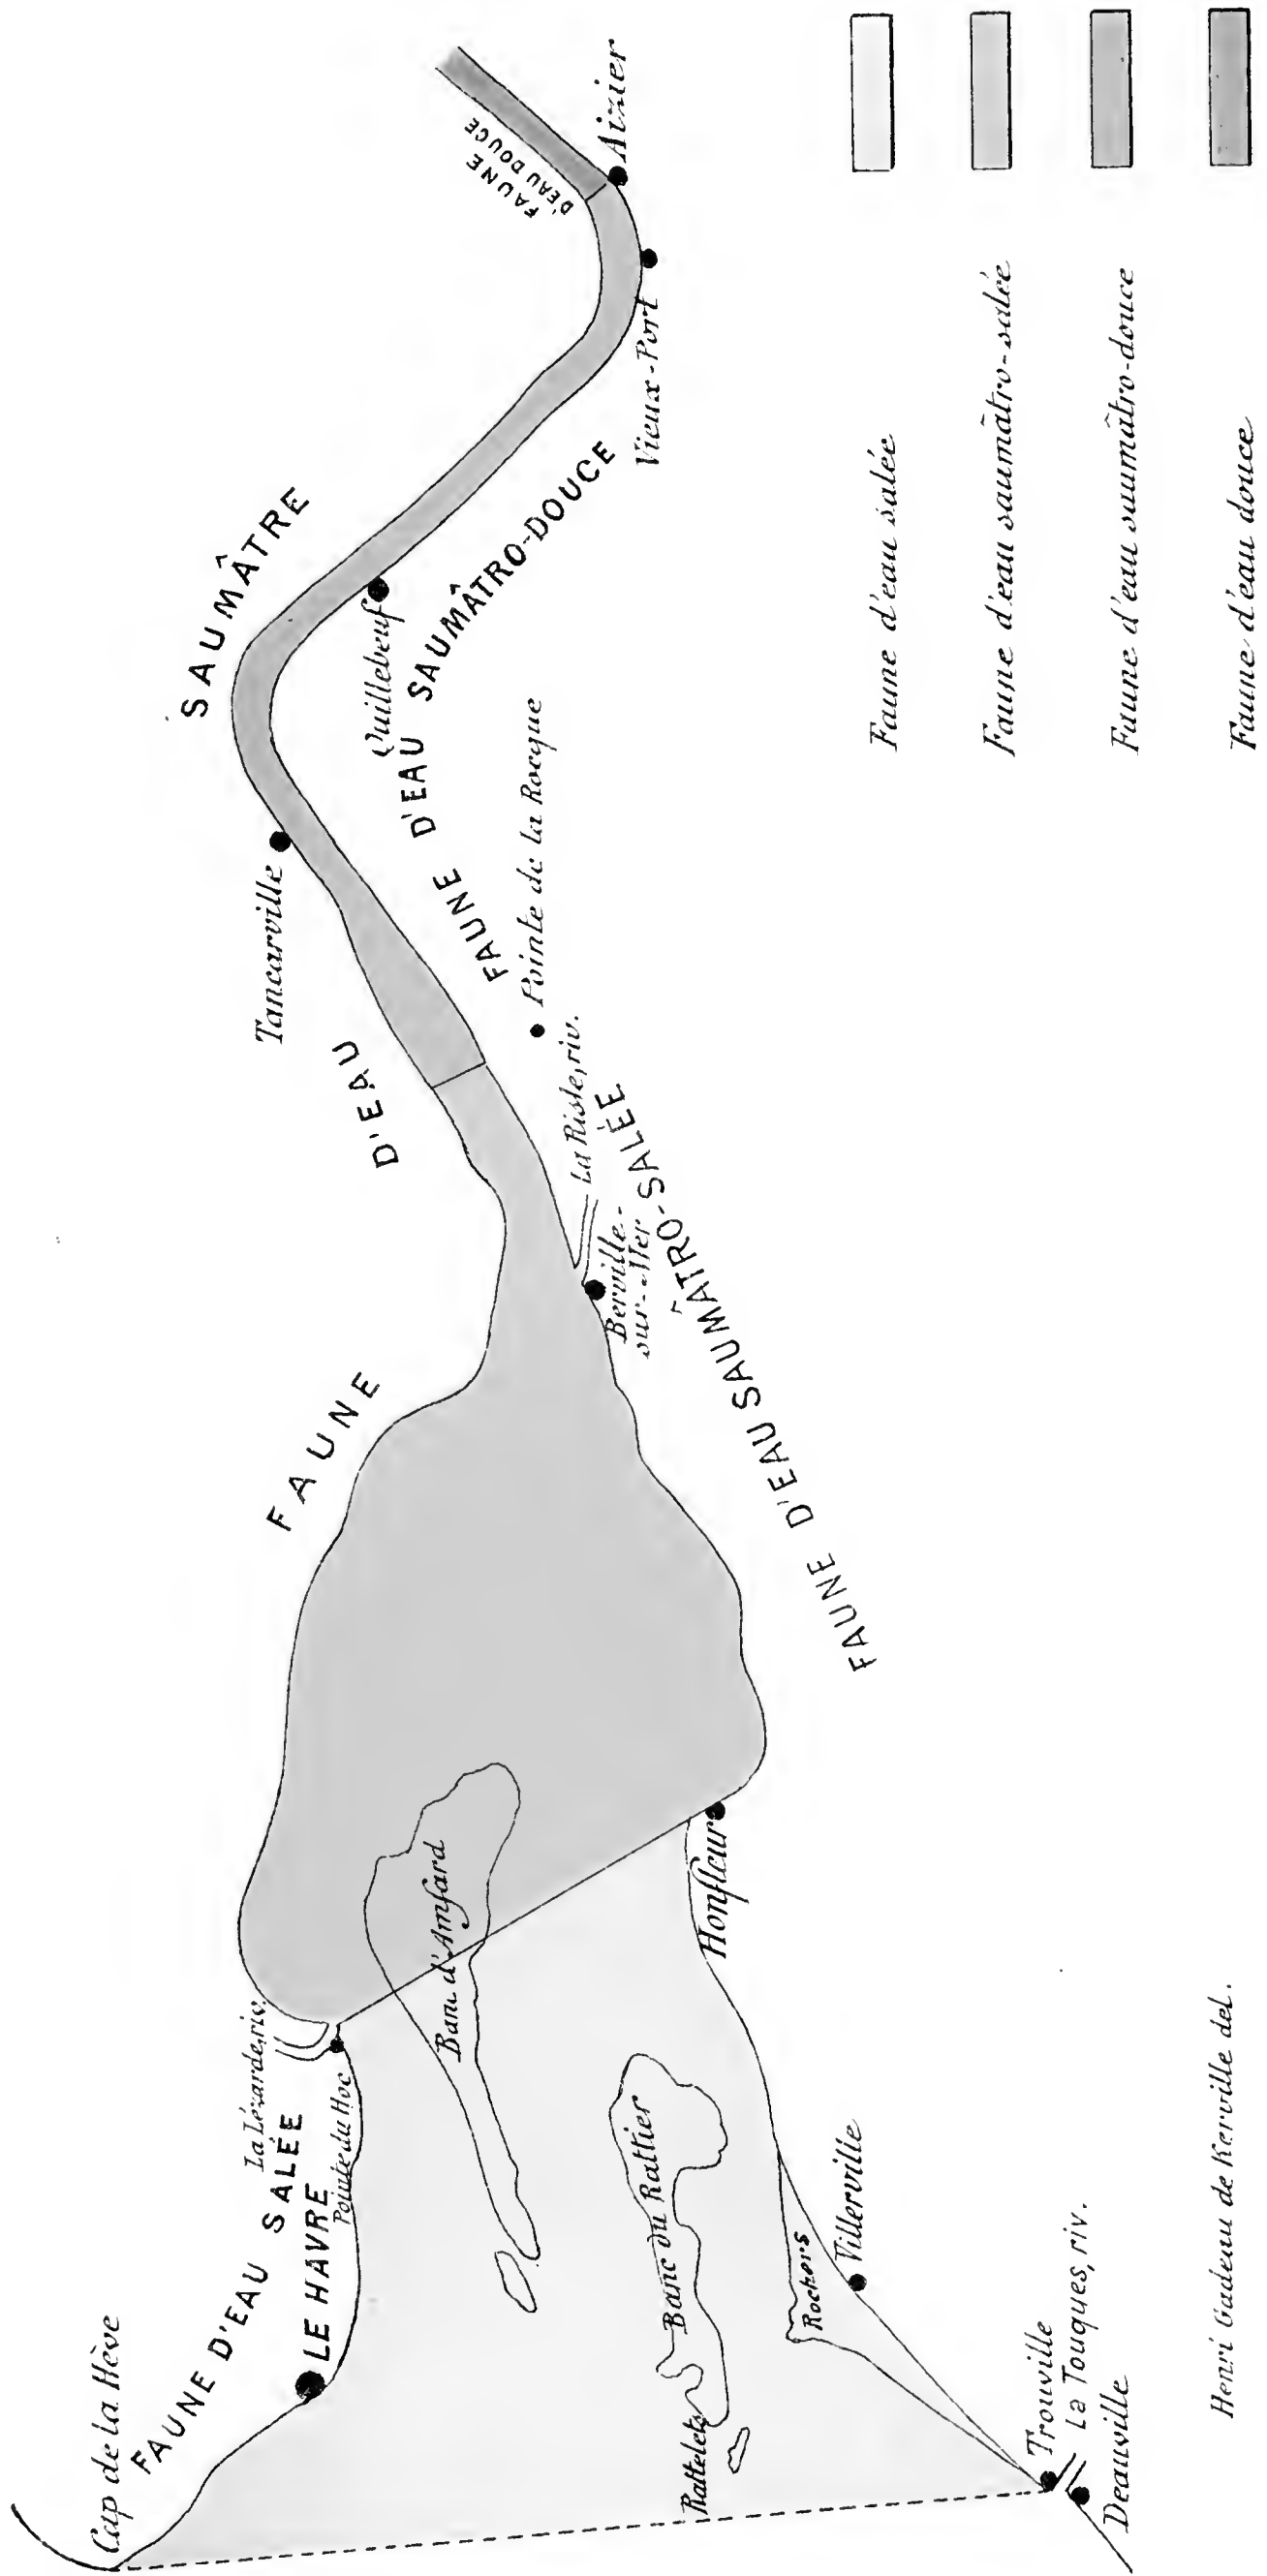 Cap de la Hève
FAUNE D'EAU SALÉE
LE HAVRE
La Lézarde, riv.
Pointe du Hoc
Banc d'Amfard
Banc du Rattier
Rattelets
Rochers
Villerville
Trouville
La Touques, riv.
Deauville
Honfleur
FAUNE D'EAU SAUMÂTRE
FAUNE D'EAU SAUMÂTRO-SALÉE
Berville-
sur-Mer
La Risle, riv.
Pointe de la Rocque
Tancarville
FAUNE D'EAU SAUMÂTRO-DOUCE
Quillebeuf
Vieux-Port
Aizier
FAUNE
D'EAU DOUCE
Faune d'eau salée
Faune d'eau saumâtro-salée
Faune d'eau saumâtro-douce
Faune d'eau douce
Henri Gadeau de Kerville del.